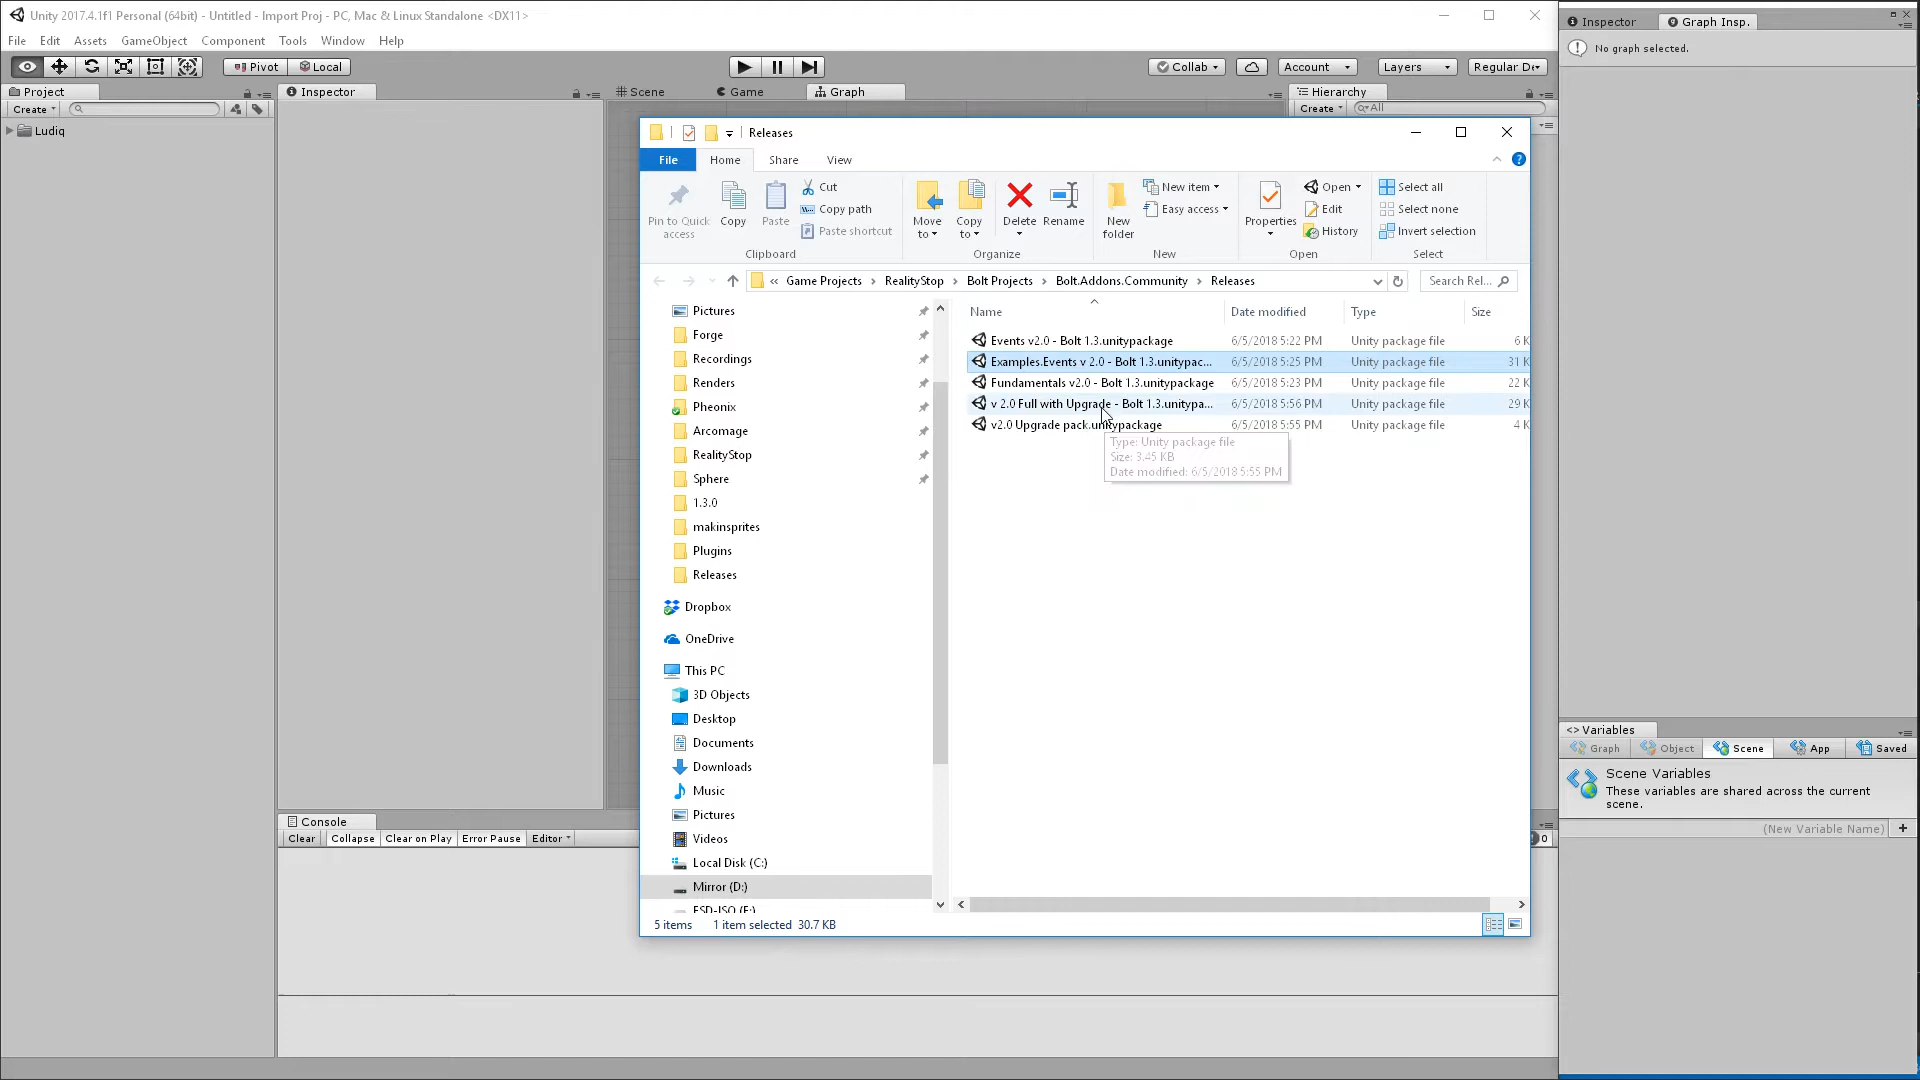 Unity 2017.4.1f1 Personal (64bit) - Untitled - Import Proj - PC, Mac & Linux Standalone <DX11>
File Edit Assets GameObject Component Tools Window Help
Pivot Local
Collab Account Layers Regular De
Project
Create
Ludiq
Inspector
Scene Game Graph
Hierarchy
Create All
Releases
File Home Share View
Pin to Quick access
Copy
Paste
Cut
Copy path
Paste shortcut
Clipboard
Move to
Copy to
Delete
Rename
Organize
New folder
New item
Easy access
New
Properties
Open
Edit
History
Open
Select all
Select none
Invert selection
Select
« Game Projects > RealityStop > Bolt Projects > Bolt.Addons.Community > Releases
Search Rel...
Pictures
Forge
Recordings
Renders
Pheonix
Arcomage
RealityStop
Sphere
1.3.0
makinsprites
Plugins
Releases
Dropbox
OneDrive
This PC
3D Objects
Desktop
Documents
Downloads
Music
Pictures
Videos
Local Disk (C:)
Mirror (D:)
ESD-ISO (F:)
Name Date modified Type Size
Events v2.0 - Bolt 1.3.unitypackage 6/5/2018 5:22 PM Unity package file 6 K
Examples.Events v 2.0 - Bolt 1.3.unitypac... 6/5/2018 5:25 PM Unity package file 31 K
Fundamentals v2.0 - Bolt 1.3.unitypackage 6/5/2018 5:23 PM Unity package file 22 K
v 2.0 Full with Upgrade - Bolt 1.3.unitypa... 6/5/2018 5:56 PM Unity package file 29 K
v2.0 Upgrade pack.unitypackage 6/5/2018 5:55 PM Unity package file 4 K
Type: Unity package file
Size: 3.45 KB
Date modified: 6/5/2018 5:55 PM
5 items 1 item selected 30.7 KB
Console
Clear Collapse Clear on Play Error Pause Editor
0
Inspector Graph Insp.
No graph selected.
<> Variables
Graph Object Scene App Saved
Scene Variables
These variables are shared across the current
scene.
(New Variable Name) +